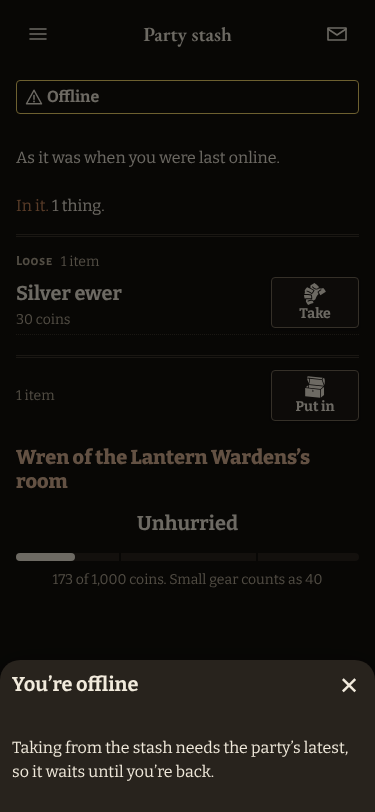 Party stash
Offline
As it was when you were last online.
In it. 1 thing.
Loose 1 item
Silver ewer
30 coins
Take
1 item
Put in
Wren of the Lantern Wardens’s
room
Unhurried
173 of 1,000 coins. Small gear counts as 40
You’re offline
Taking from the stash needs the party’s latest,
so it waits until you’re back.